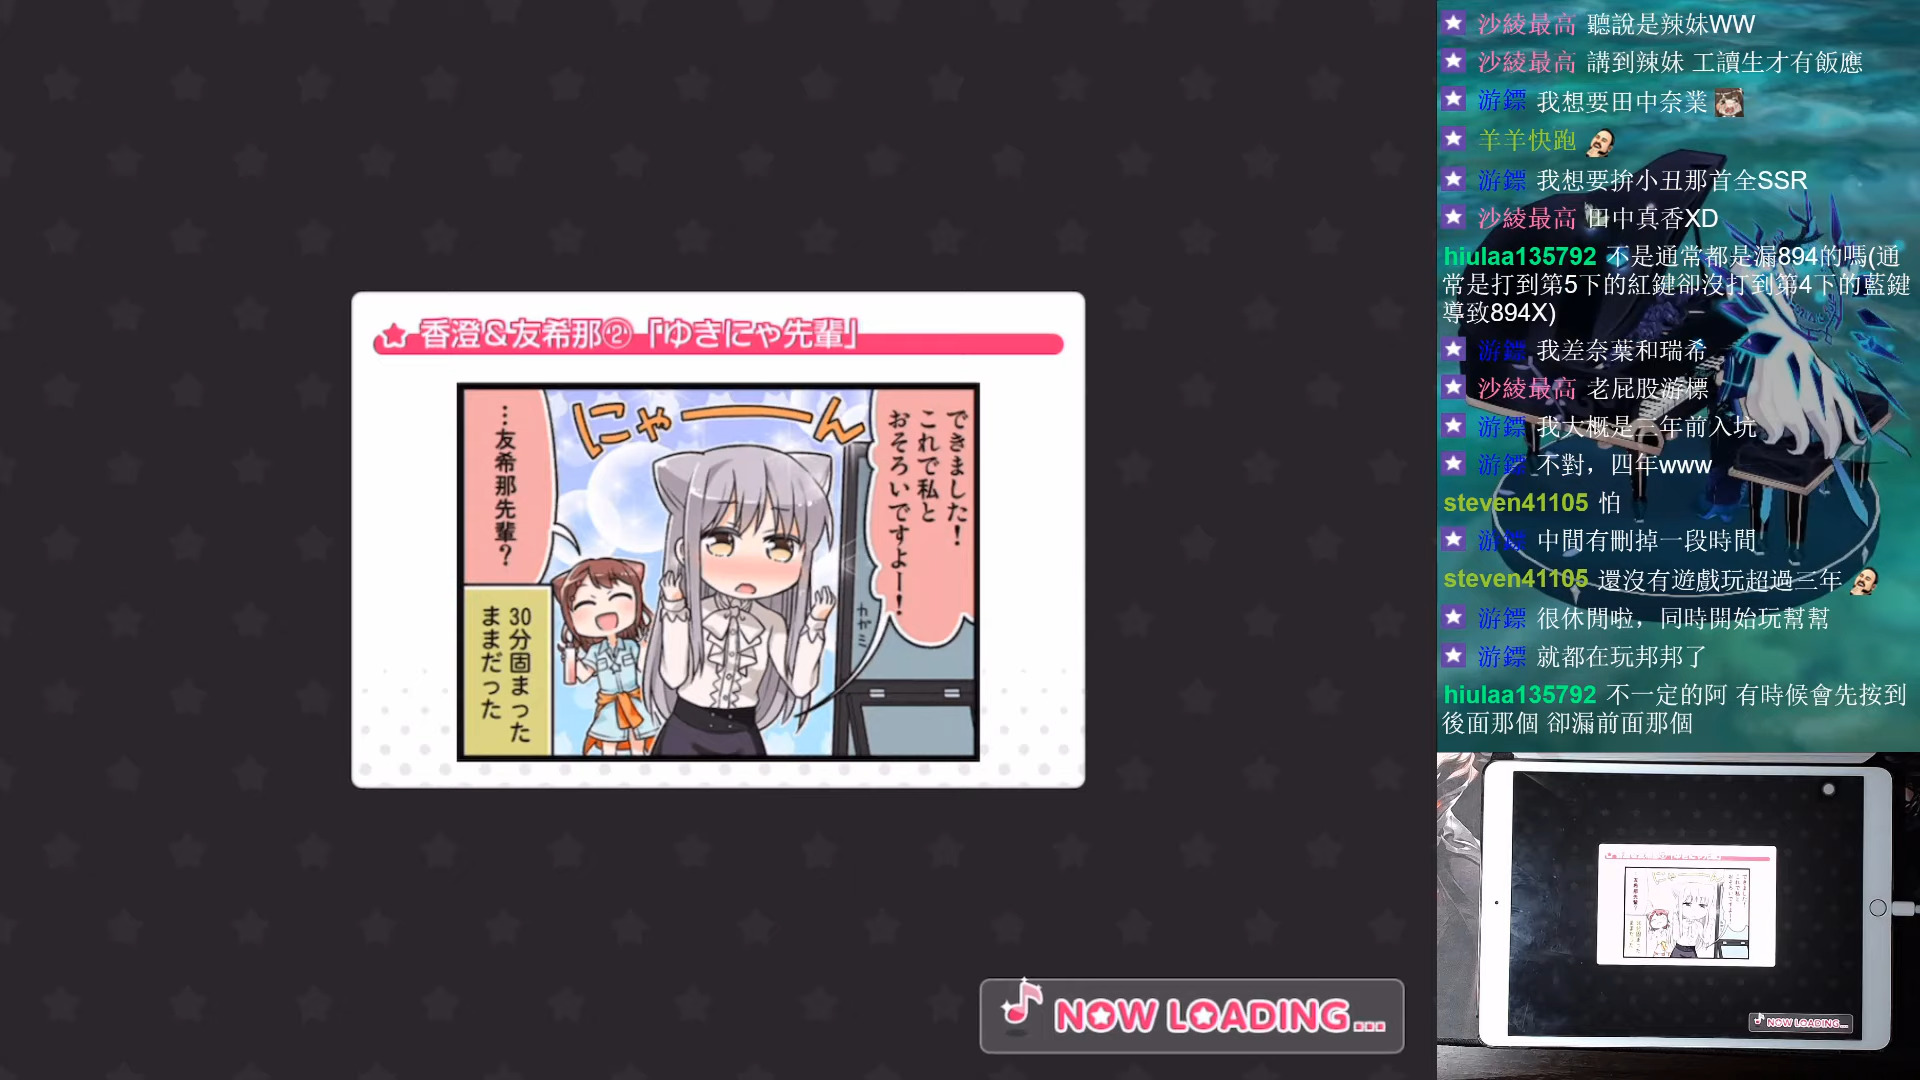 香澄&友希那②「ゆきにゃ先輩」
できました！
これで私と
おそろいですよー！
にゃーーん
…友希那先輩？
カガミ
30分固まった
ままだった
NOW LOADING...
沙綾最高 聽說是辣妹WW
沙綾最高 講到辣妹 工讀生才有飯應
游鏢 我想要田中奈業
羊羊快跑
游鏢 我想要拚小丑那首全SSR
沙綾最高 田中真香XD
hiulaa135792 不是通常都是漏894的嗎(通
常是打到第5下的紅鍵卻沒打到第4下的藍鍵
導致894X)
游鏢 我差奈葉和瑞希
沙綾最高 老屁股游標
游鏢 我大概是三年前入坑
游鏢 不對，四年www
steven41105 怕
游鏢 中間有刪掉一段時間
steven41105 還沒有遊戲玩超過三年
游鏢 很休閒啦，同時開始玩幫幫
游鏢 就都在玩邦邦了
hiulaa135792 不一定的阿 有時候會先按到
後面那個 卻漏前面那個
NOW LOADING...